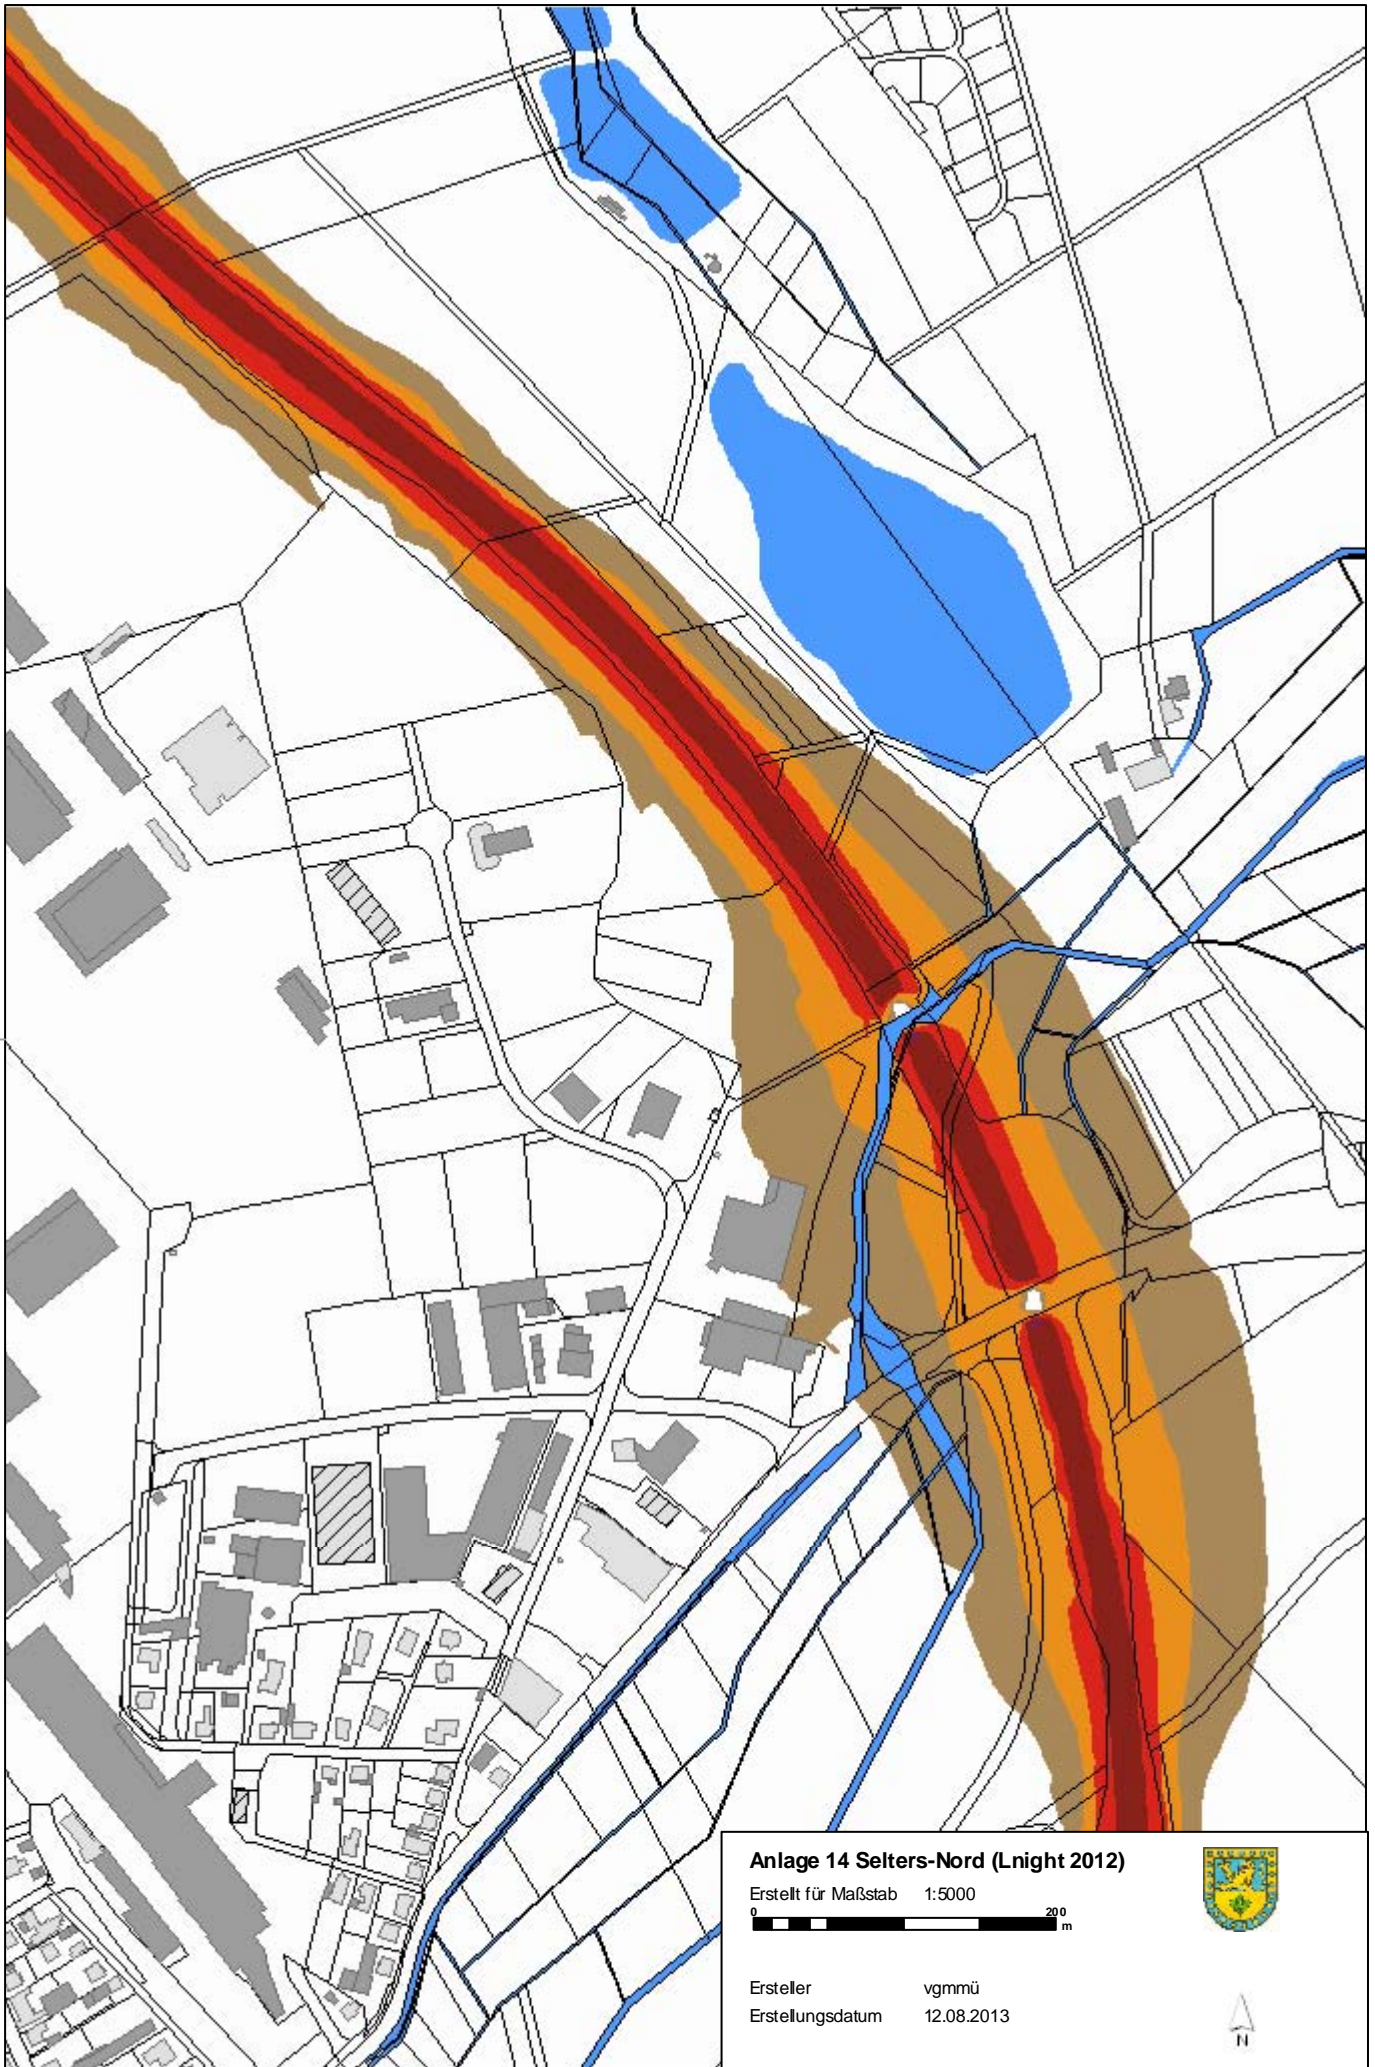 Anlage 14 Selters-Nord (Lnight 2012)
Erstellt für Maßstab 1:5000
0 200
m
Ersteller vgmmü
Erstellungsdatum 12.08.2013
N